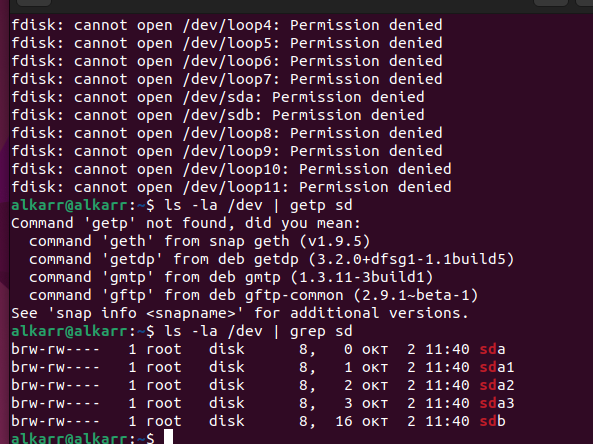 fdisk: cannot open /dev/loop4: Permission denied
fdisk: cannot open /dev/loop5: Permission denied
fdisk: cannot open /dev/loop6: Permission denied
fdisk: cannot open /dev/loop7: Permission denied
fdisk: cannot open /dev/sda: Permission denied
fdisk: cannot open /dev/sdb: Permission denied
fdisk: cannot open /dev/loop8: Permission denied
fdisk: cannot open /dev/loop9: Permission denied
fdisk: cannot open /dev/loop10: Permission denied
fdisk: cannot open /dev/loop11: Permission denied
alkarr@alkarr:~$ ls -la /dev | getp sd
Command 'getp' not found, did you mean:
  command 'geth' from snap geth (v1.9.5)
  command 'getdp' from deb getdp (3.2.0+dfsg1-1.1build5)
  command 'gmtp' from deb gmtp (1.3.11-3build1)
  command 'gftp' from deb gftp-common (2.9.1~beta-1)
See 'snap info <snapname>' for additional versions.
alkarr@alkarr:~$ ls -la /dev | grep sd
brw-rw----   1 root   disk      8,   0 окт  2 11:40 sda
brw-rw----   1 root   disk      8,   1 окт  2 11:40 sda1
brw-rw----   1 root   disk      8,   2 окт  2 11:40 sda2
brw-rw----   1 root   disk      8,   3 окт  2 11:40 sda3
brw-rw----   1 root   disk      8,  16 окт  2 11:40 sdb
alkarr@alkarr:~$